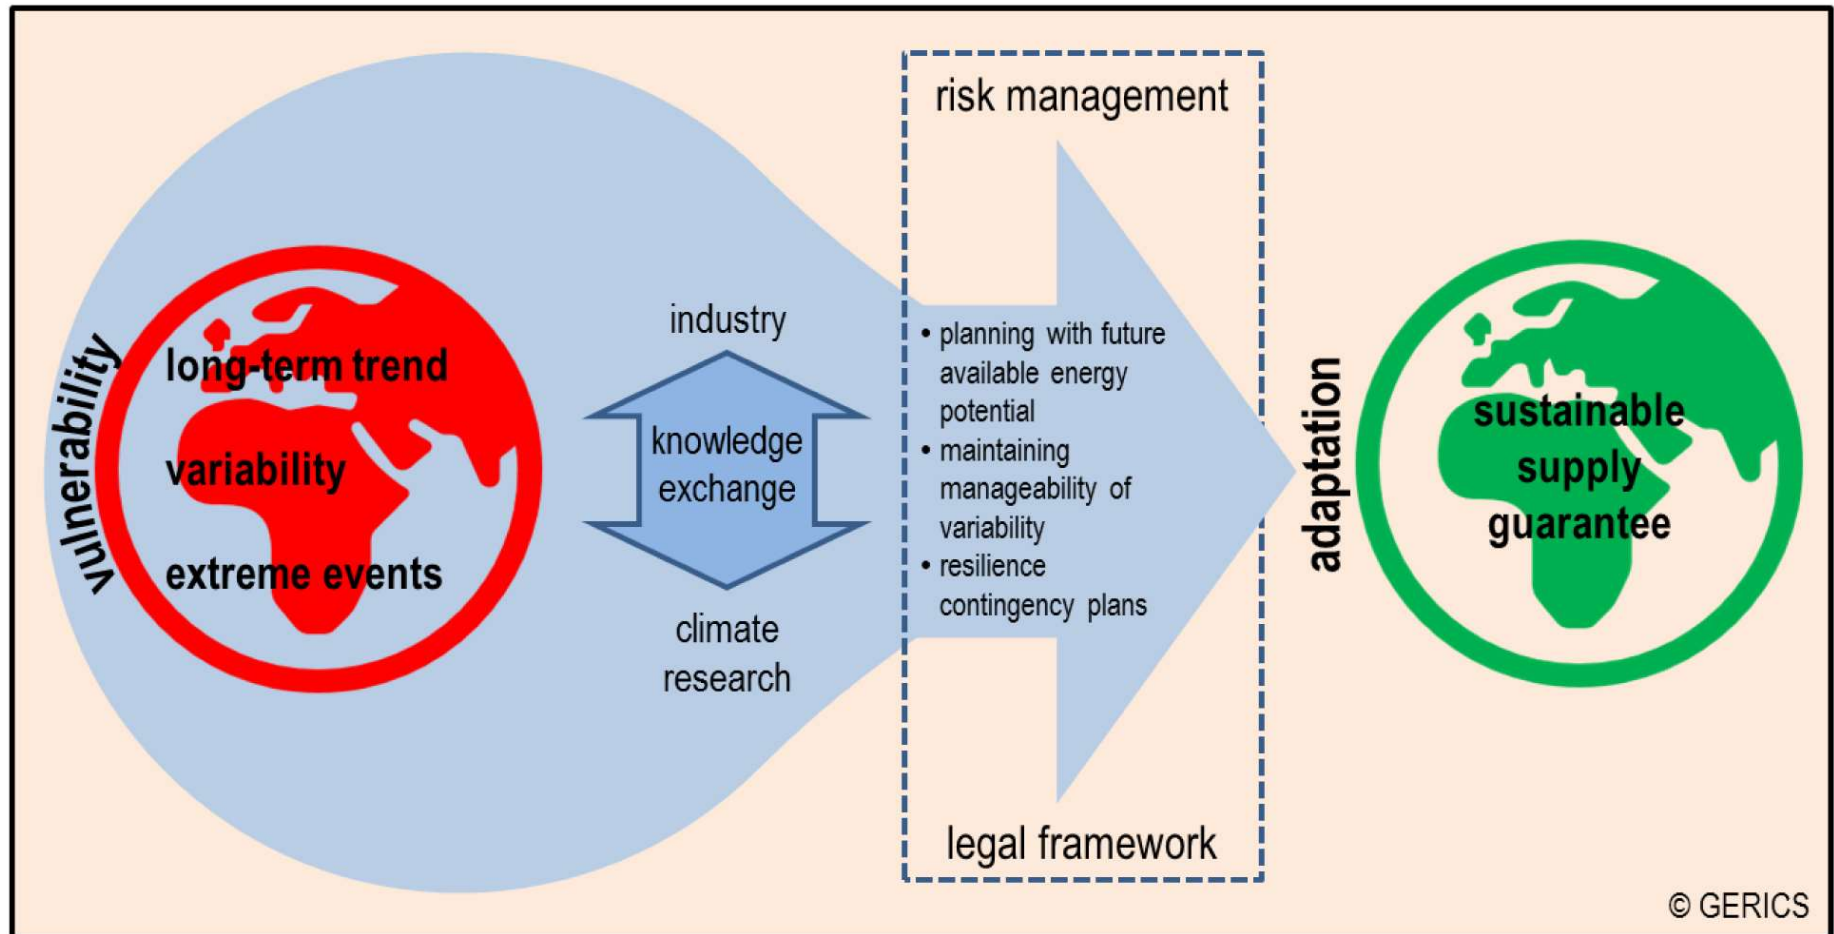 vulnerability
long-term trend
variability
extreme events
industry
knowledge
exchange
climate
research
risk management
• planning with future
available energy
potential
• maintaining
manageability of
variability
• resilience
contingency plans
legal framework
adaptation
sustainable
supply
guarantee
© GERICS